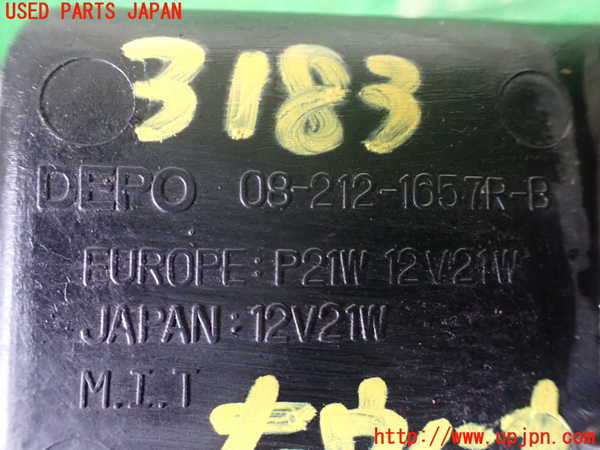 USED PARTS JAPAN
3183
DEPO 08-212-1657R-B
EUROPE: P21W 12V21W
JAPAN: 12V21W
M.I.T
http://www.upjpn.com/